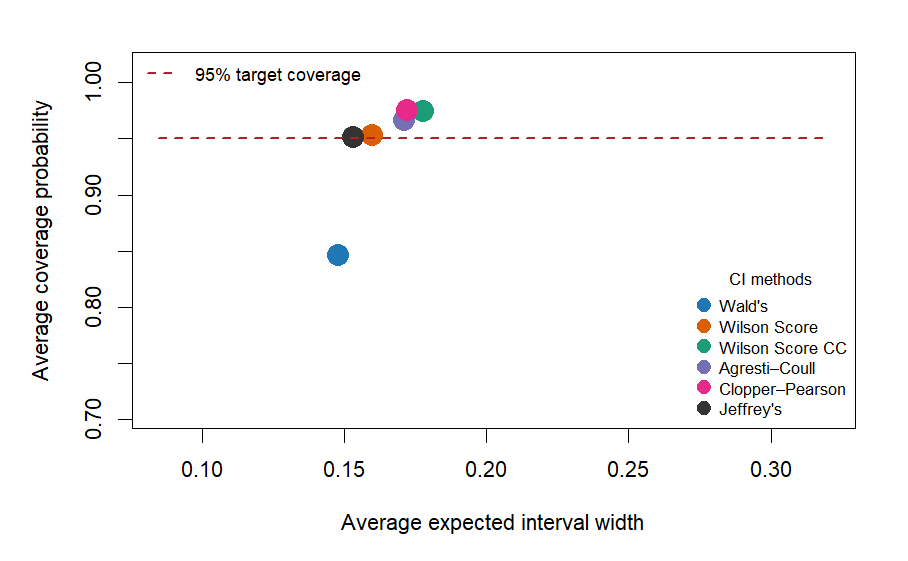 95% target coverage
Average coverage probability
1.00
0.90
0.80
0.70
CI methods
Wald's
Wilson Score
Wilson Score CC
Agresti–Coull
Clopper–Pearson
Jeffrey's
0.10 0.15 0.20 0.25 0.30
Average expected interval width